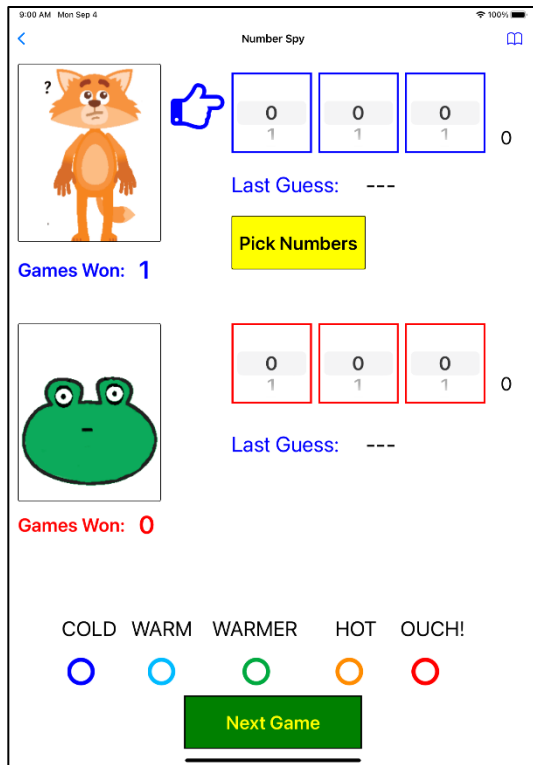 9:00 AM Mon Sep 4 100%
Number Spy
?
0 0 0
1 1 1 0
Last Guess: ---
Pick Numbers
Games Won: 1
0 0 0
1 1 1 0
Last Guess: ---
Games Won: 0
COLD WARM WARMER HOT OUCH!
Next Game